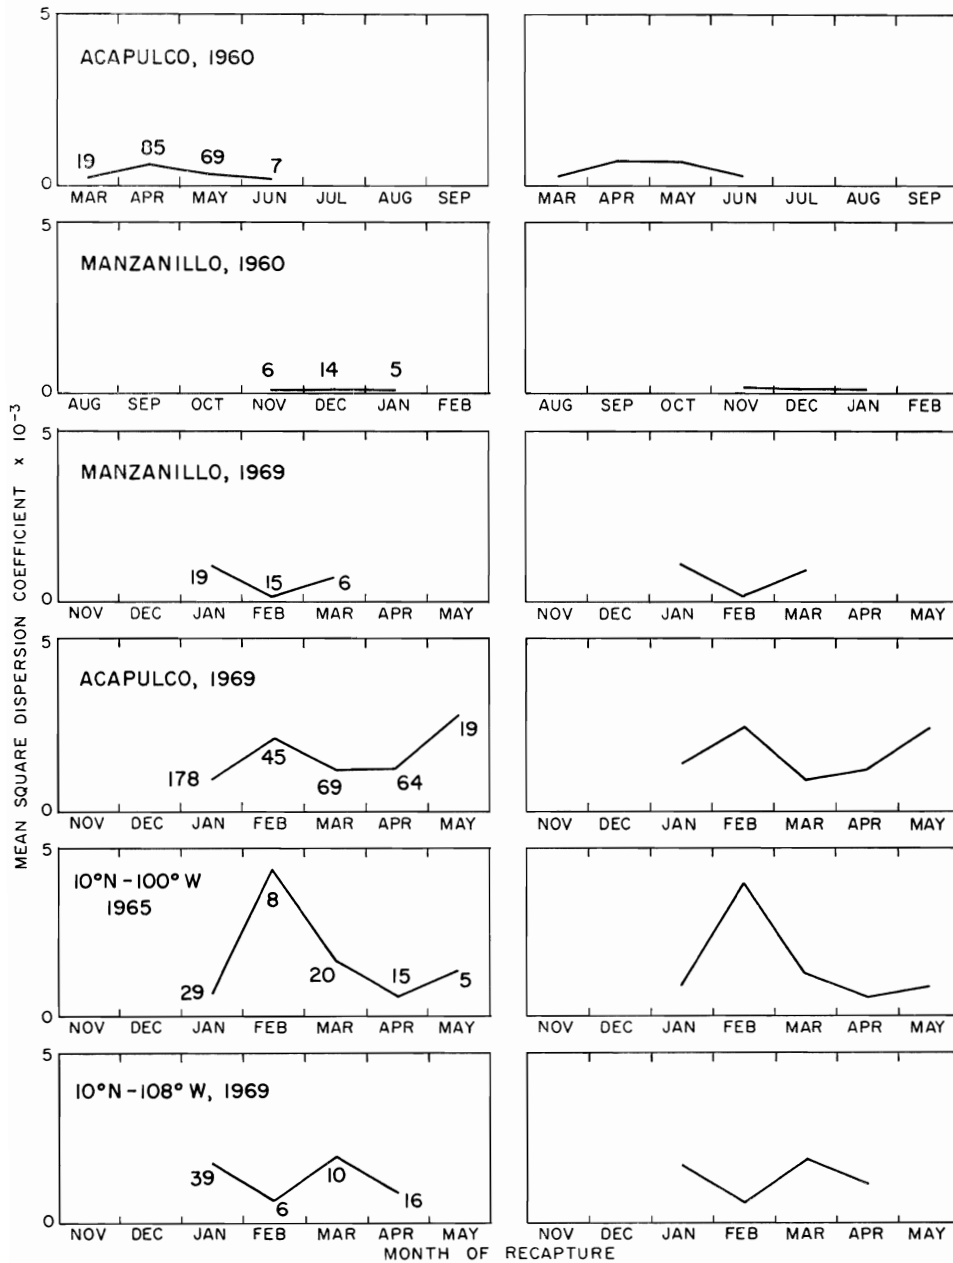 MEAN SQUARE DISPERSION COEFFICIENT × 10⁻³
5
ACAPULCO, 1960
19 85 69 7
0
MAR APR MAY JUN JUL AUG SEP
MAR APR MAY JUN JUL AUG SEP
5
MANZANILLO, 1960
6 14 5
0
AUG SEP OCT NOV DEC JAN FEB
AUG SEP OCT NOV DEC JAN FEB
5
MANZANILLO, 1969
19 15 6
0
NOV DEC JAN FEB MAR APR MAY
NOV DEC JAN FEB MAR APR MAY
5
ACAPULCO, 1969
178 45 69 64 19
0
NOV DEC JAN FEB MAR APR MAY
NOV DEC JAN FEB MAR APR MAY
5
10°N – 100° W
1965
29 8 20 15 5
0
NOV DEC JAN FEB MAR APR MAY
NOV DEC JAN FEB MAR APR MAY
5
10°N – 108° W, 1969
39 6 10 16
0
NOV DEC JAN FEB MAR APR MAY
NOV DEC JAN FEB MAR APR MAY
MONTH OF RECAPTURE